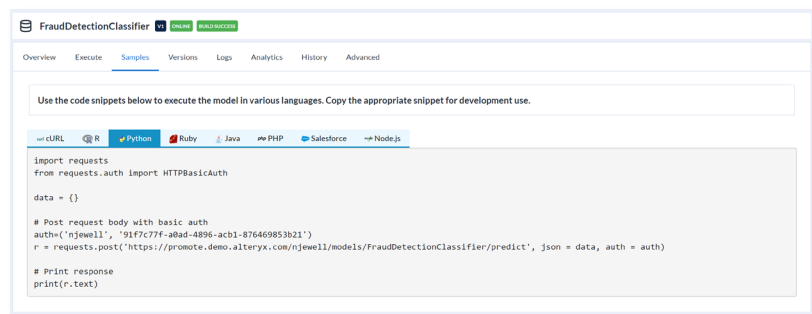 FraudDetectionClassifier V1 ONLINE BUILD SUCCESS
Overview Execute Samples Versions Logs Analytics History Advanced
Use the code snippets below to execute the model in various languages. Copy the appropriate snippet for development use.
cURL R Python Ruby Java php PHP Salesforce Node.js
import requests
from requests.auth import HTTPBasicAuth
data = {}
# Post request body with basic auth
auth=('njewell', '91f7c77f-a0ad-4896-acb1-876469853b21')
r = requests.post('https://promote.demo.alteryx.com/njewell/models/FraudDetectionClassifier/predict', json = data, auth = auth)
# Print response
print(r.text)